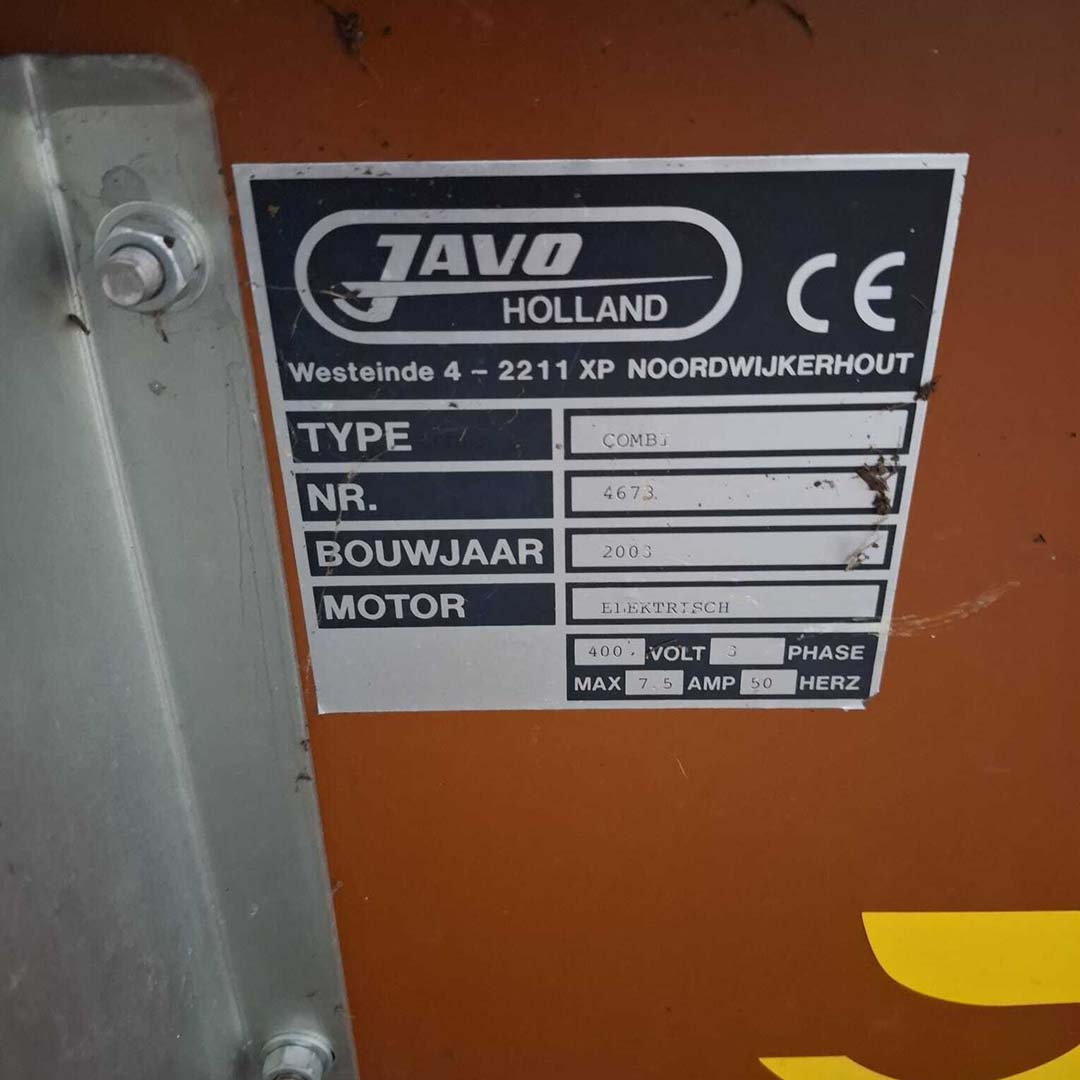 JAVO
HOLLAND
CE
Westeinde 4 - 2211 XP NOORDWIJKERHOUT
TYPE COMBI
NR.
BOUWJAAR
MOTOR ELEKTRISCH
400 VOLT 3 PHASE
MAX 7.5 AMP 50 HERZ